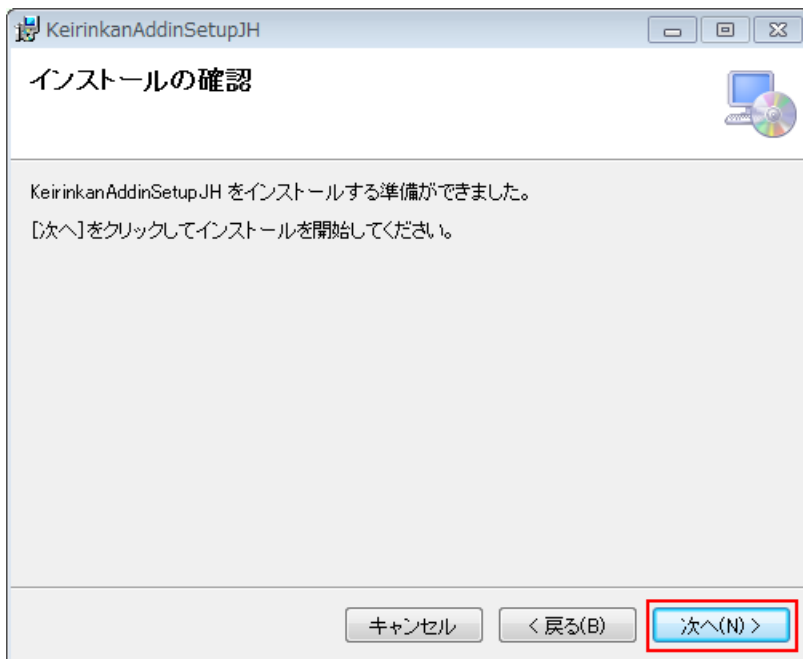 KeirinkanAddinSetupJH
インストールの確認
KeirinkanAddinSetupJH をインストールする準備ができました。
[次へ]をクリックしてインストールを開始してください。
キャンセル
< 戻る(B)
次へ(N) >